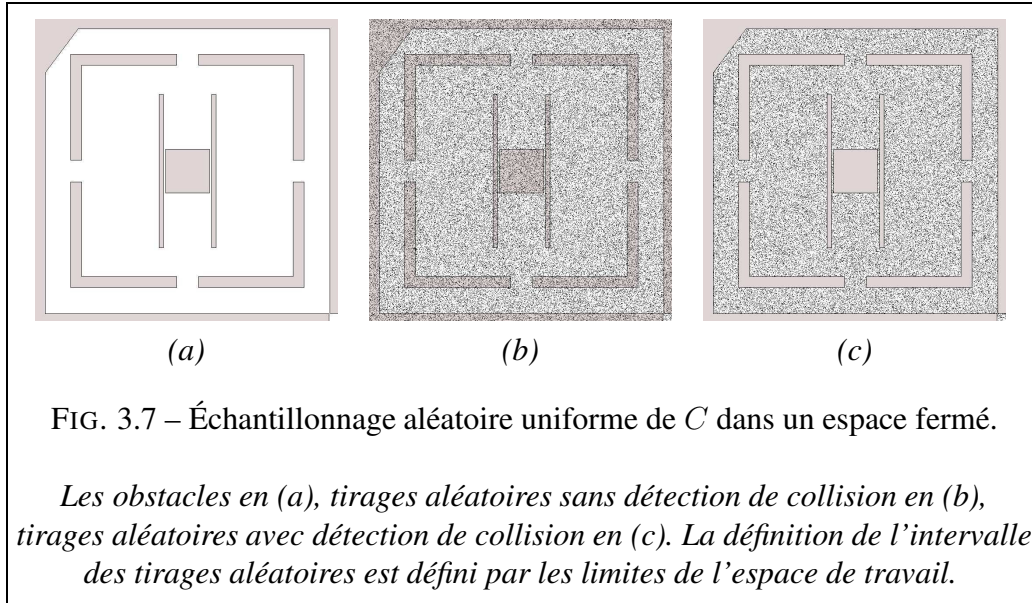 (a) (b) (c)
FIG. 3.7 – Échantillonnage aléatoire uniforme de C dans un espace fermé.
Les obstacles en (a), tirages aléatoires sans détection de collision en (b),
tirages aléatoires avec détection de collision en (c). La définition de l'intervalle
des tirages aléatoires est défini par les limites de l'espace de travail.